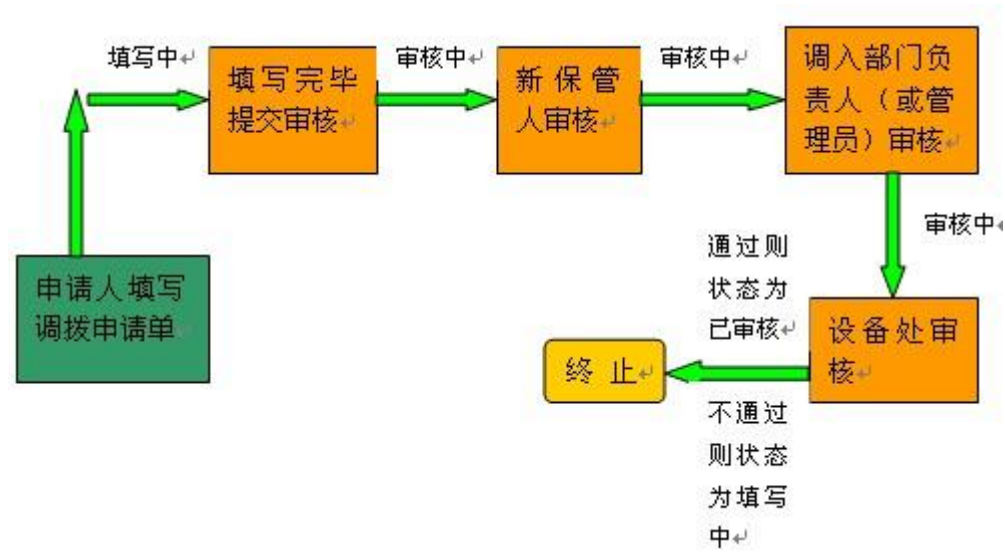 填写中
填写完毕
提交审核
审核中
新保管
人审核
审核中
调入部门负
责人（或管
理员）审核
审核中
申请人填写
调拨申请单
通过则
状态为
已审核
设备处审
核
终止
不通过
则状态
为填写
中